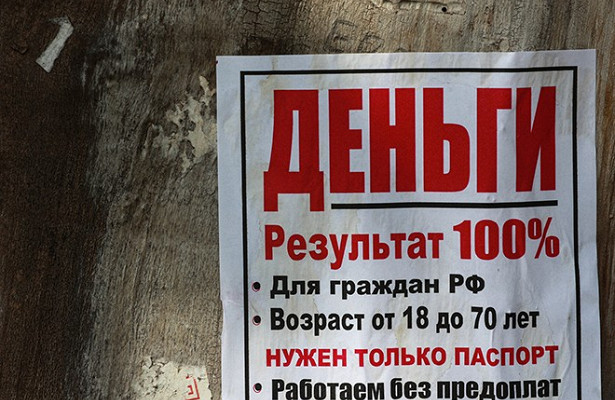 ДЕНЬГИ
Результат 100%
• Для граждан РФ
• Возраст от 18 до 70 лет
НУЖЕН ТОЛЬКО ПАСПОРТ
• Работаем без предоплат